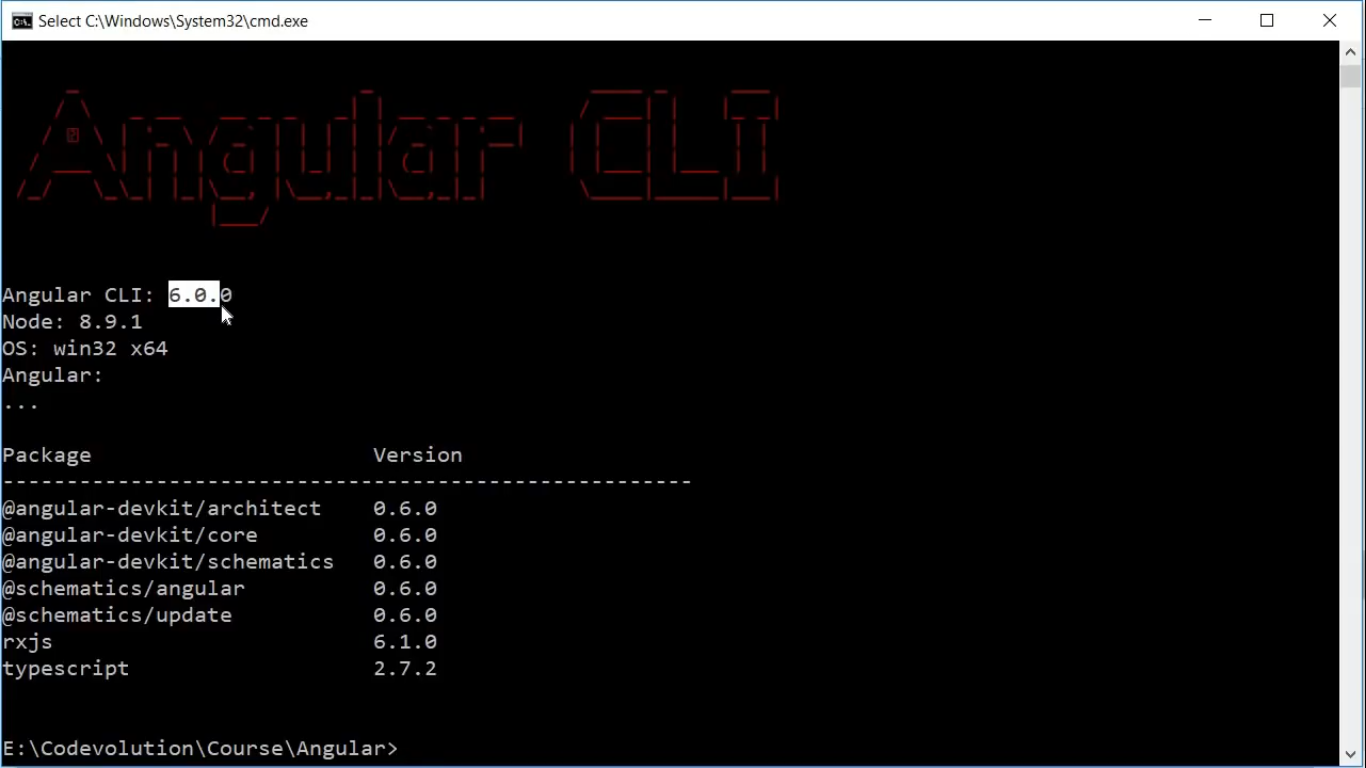 Select C:\Windows\System32\cmd.exe
Angular CLI
Angular CLI: 6.0.0
Node: 8.9.1
OS: win32 x64
Angular:
...
Package Version
------------------------------------------------------
@angular-devkit/architect 0.6.0
@angular-devkit/core 0.6.0
@angular-devkit/schematics 0.6.0
@schematics/angular 0.6.0
@schematics/update 0.6.0
rxjs 6.1.0
typescript 2.7.2
E:\Codevolution\Course\Angular>